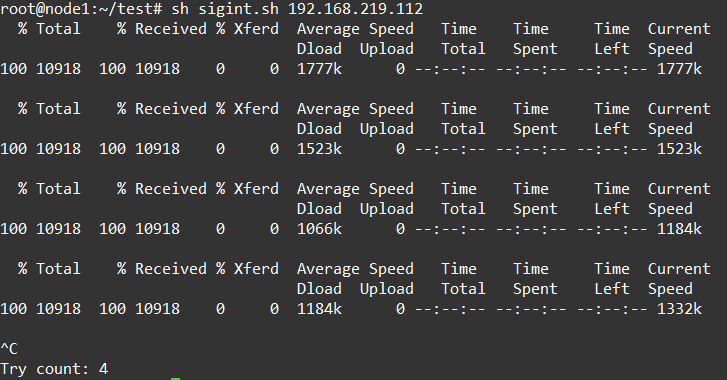 root@node1:~/test# sh sigint.sh 192.168.219.112
  % Total    % Received % Xferd  Average Speed   Time    Time     Time  Current
                                 Dload  Upload   Total   Spent    Left  Speed
100 10918  100 10918    0     0  1777k      0 --:--:-- --:--:-- --:--:-- 1777k
  % Total    % Received % Xferd  Average Speed   Time    Time     Time  Current
                                 Dload  Upload   Total   Spent    Left  Speed
100 10918  100 10918    0     0  1523k      0 --:--:-- --:--:-- --:--:-- 1523k
  % Total    % Received % Xferd  Average Speed   Time    Time     Time  Current
                                 Dload  Upload   Total   Spent    Left  Speed
100 10918  100 10918    0     0  1066k      0 --:--:-- --:--:-- --:--:-- 1184k
  % Total    % Received % Xferd  Average Speed   Time    Time     Time  Current
                                 Dload  Upload   Total   Spent    Left  Speed
100 10918  100 10918    0     0  1184k      0 --:--:-- --:--:-- --:--:-- 1332k
^C
Try count: 4